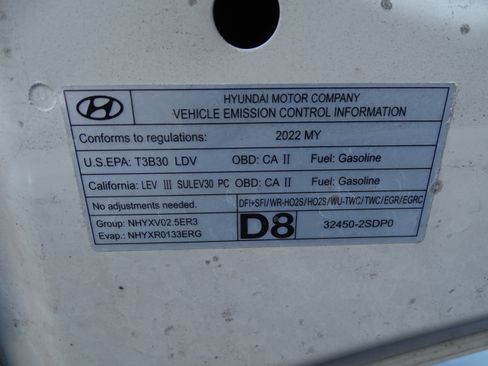 HYUNDAI MOTOR COMPANY
VEHICLE EMISSION CONTROL INFORMATION
Conforms to regulations: 2022 MY
U.S.EPA: T3B30 LDV OBD: CA II Fuel: Gasoline
California: LEV III SULEV30 PC OBD: CA II Fuel: Gasoline
No adjustments needed. DFI+SFI/WR-HO2S/HO2S/WU-TWC/TWC/EGR/EGRC
Group: NHYXV02.5ER3 D8 32450-2SDP0
Evap.: NHYXR0133ERG